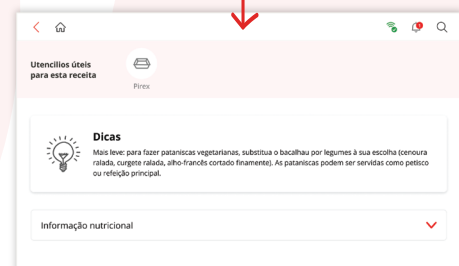 Utencílios úteis
para esta receita
Pirex
Dicas
Mais leve: para fazer pataniscas vegetarianas, substitua o bacalhau por legumes à sua escolha (cenoura
ralada, curgete ralada, alho-francês cortado finamente). As pataniscas podem ser servidas como petisco
ou refeição principal.
Informação nutricional